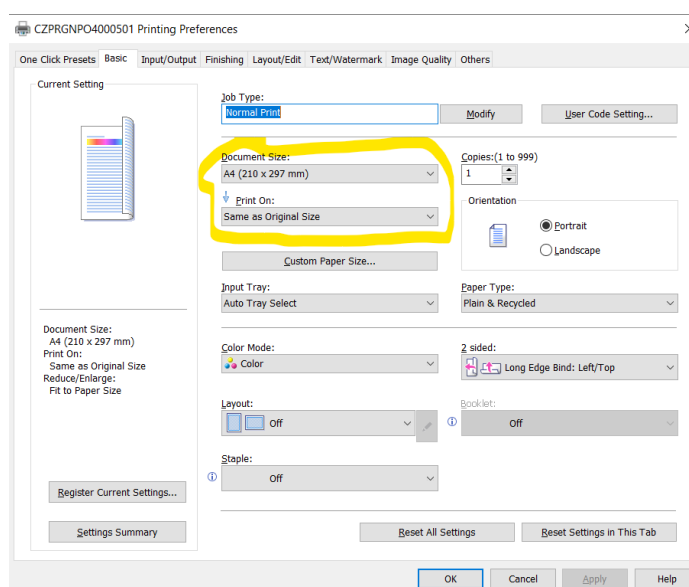 CZPRGNPO4000501 Printing Preferences
One Click Presets Basic Input/Output Finishing Layout/Edit Text/Watermark Image Quality Others
Current Setting
Job Type:
Normal Print
Modify
User Code Setting...
Document Size:
A4 (210 x 297 mm)
Print On:
Same as Original Size
Copies:(1 to 999)
1
Orientation
Portrait
Landscape
Custom Paper Size...
Input Tray:
Auto Tray Select
Paper Type:
Plain & Recycled
Document Size:
A4 (210 x 297 mm)
Print On:
Same as Original Size
Reduce/Enlarge:
Fit to Paper Size
Color Mode:
Color
2 sided:
Long Edge Bind: Left/Top
Layout:
Off
Booklet:
Off
Staple:
Off
Register Current Settings...
Settings Summary
Reset All Settings
Reset Settings in This Tab
OK
Cancel
Apply
Help